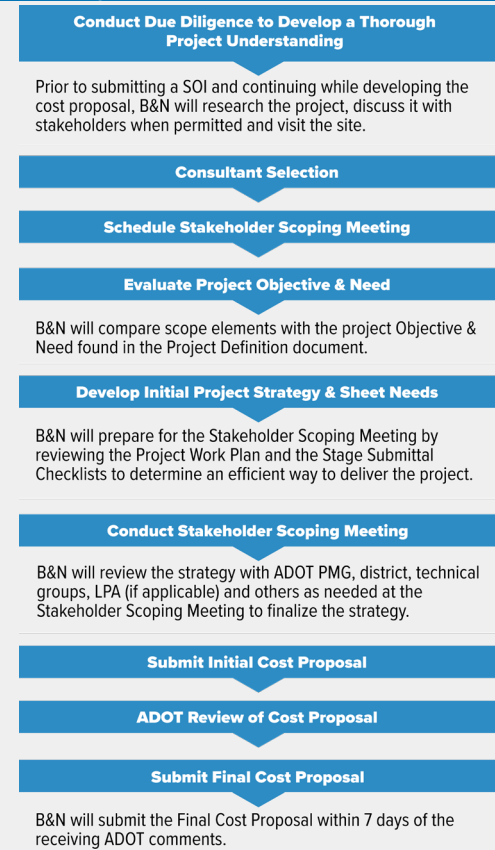 Conduct Due Diligence to Develop a Thorough
Project Understanding
Prior to submitting a SOI and continuing while developing the
cost proposal, B&N will research the project, discuss it with
stakeholders when permitted and visit the site.
Consultant Selection
Schedule Stakeholder Scoping Meeting
Evaluate Project Objective & Need
B&N will compare scope elements with the project Objective &
Need found in the Project Definition document.
Develop Initial Project Strategy & Sheet Needs
B&N will prepare for the Stakeholder Scoping Meeting by
reviewing the Project Work Plan and the Stage Submittal
Checklists to determine an efficient way to deliver the project.
Conduct Stakeholder Scoping Meeting
B&N will review the strategy with ADOT PMG, district, technical
groups, LPA (if applicable) and others as needed at the
Stakeholder Scoping Meeting to finalize the strategy.
Submit Initial Cost Proposal
ADOT Review of Cost Proposal
Submit Final Cost Proposal
B&N will submit the Final Cost Proposal within 7 days of the
receiving ADOT comments.